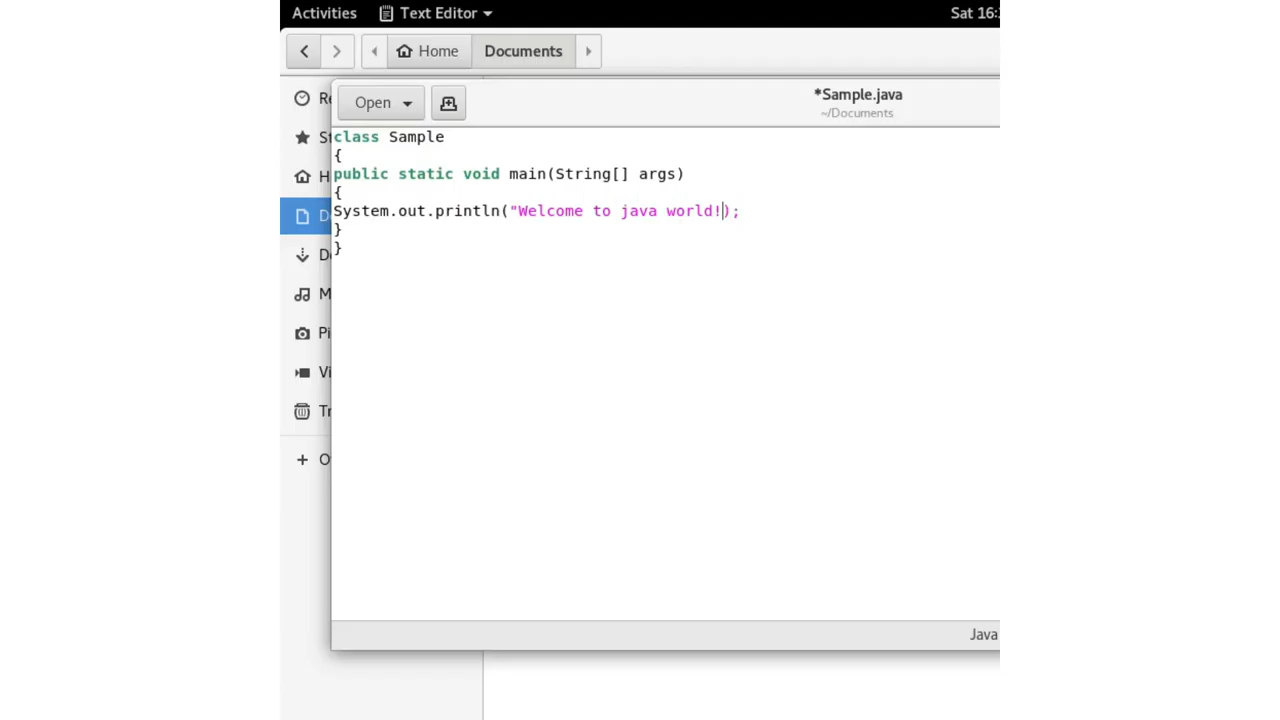 Activities Text Editor Sat 16:
Home Documents
Open *Sample.java
~/Documents
class Sample
{
public static void main(String[] args)
{
System.out.println("Welcome to java world!);
}
}
Java